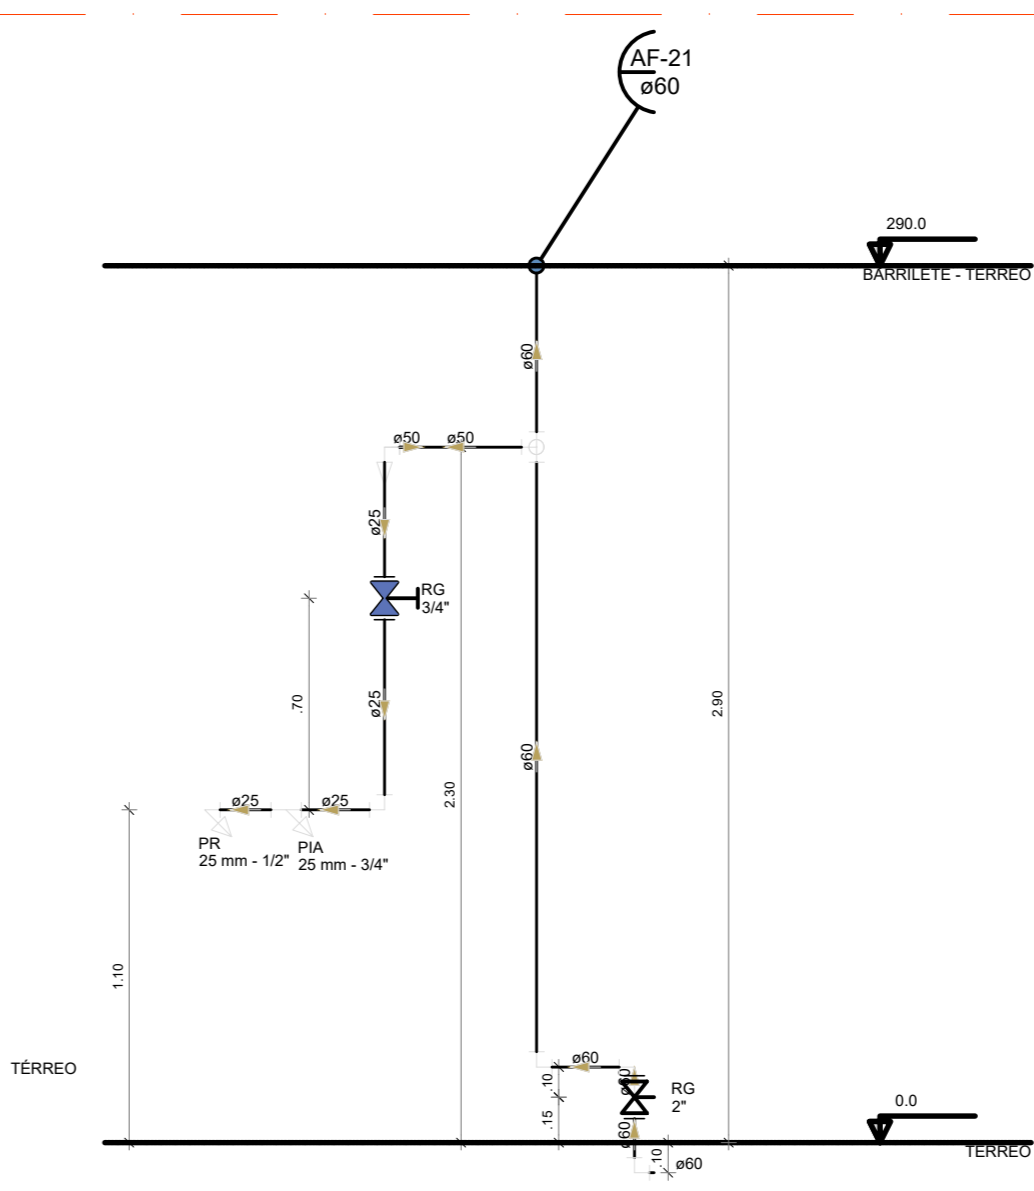 AF-21
ø60
290.0
BARRILETE - TERREO
ø60
ø50
ø50
ø25
RG
3/4"
.70
ø25
2.90
ø60
2.30
ø25
ø25
PR
25 mm - 1/2"
PIA
25 mm - 3/4"
1.10
TÉRREO
ø60
.10
ø60
RG
2"
.15
0.0
ø60
.10
ø60
TERREO